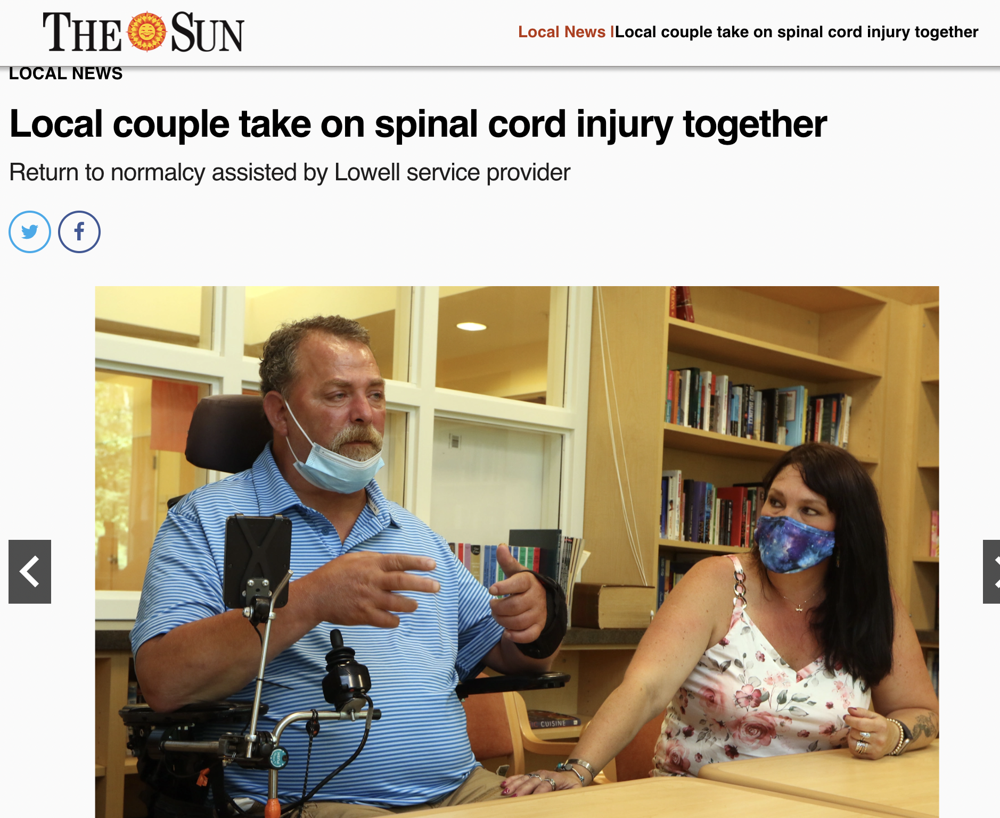 THE SUN
Local News | Local couple take on spinal cord injury together
LOCAL NEWS
Local couple take on spinal cord injury together
Return to normalcy assisted by Lowell service provider
CUISINE